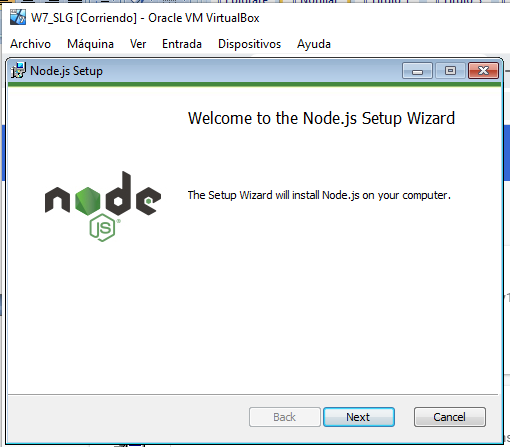 W7_SLG [Corriendo] - Oracle VM VirtualBox
Archivo Máquina Ver Entrada Dispositivos Ayuda
Node.js Setup
Welcome to the Node.js Setup Wizard
node
JS
The Setup Wizard will install Node.js on your computer.
Back Next Cancel